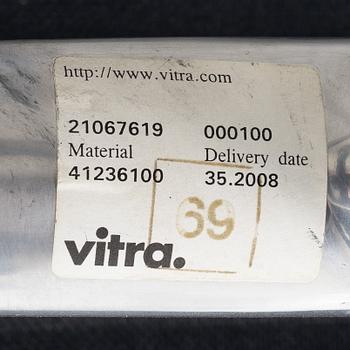 http://www.vitra.com
21067619 000100
Material Delivery date
41236100 35.2008
69
vitra.